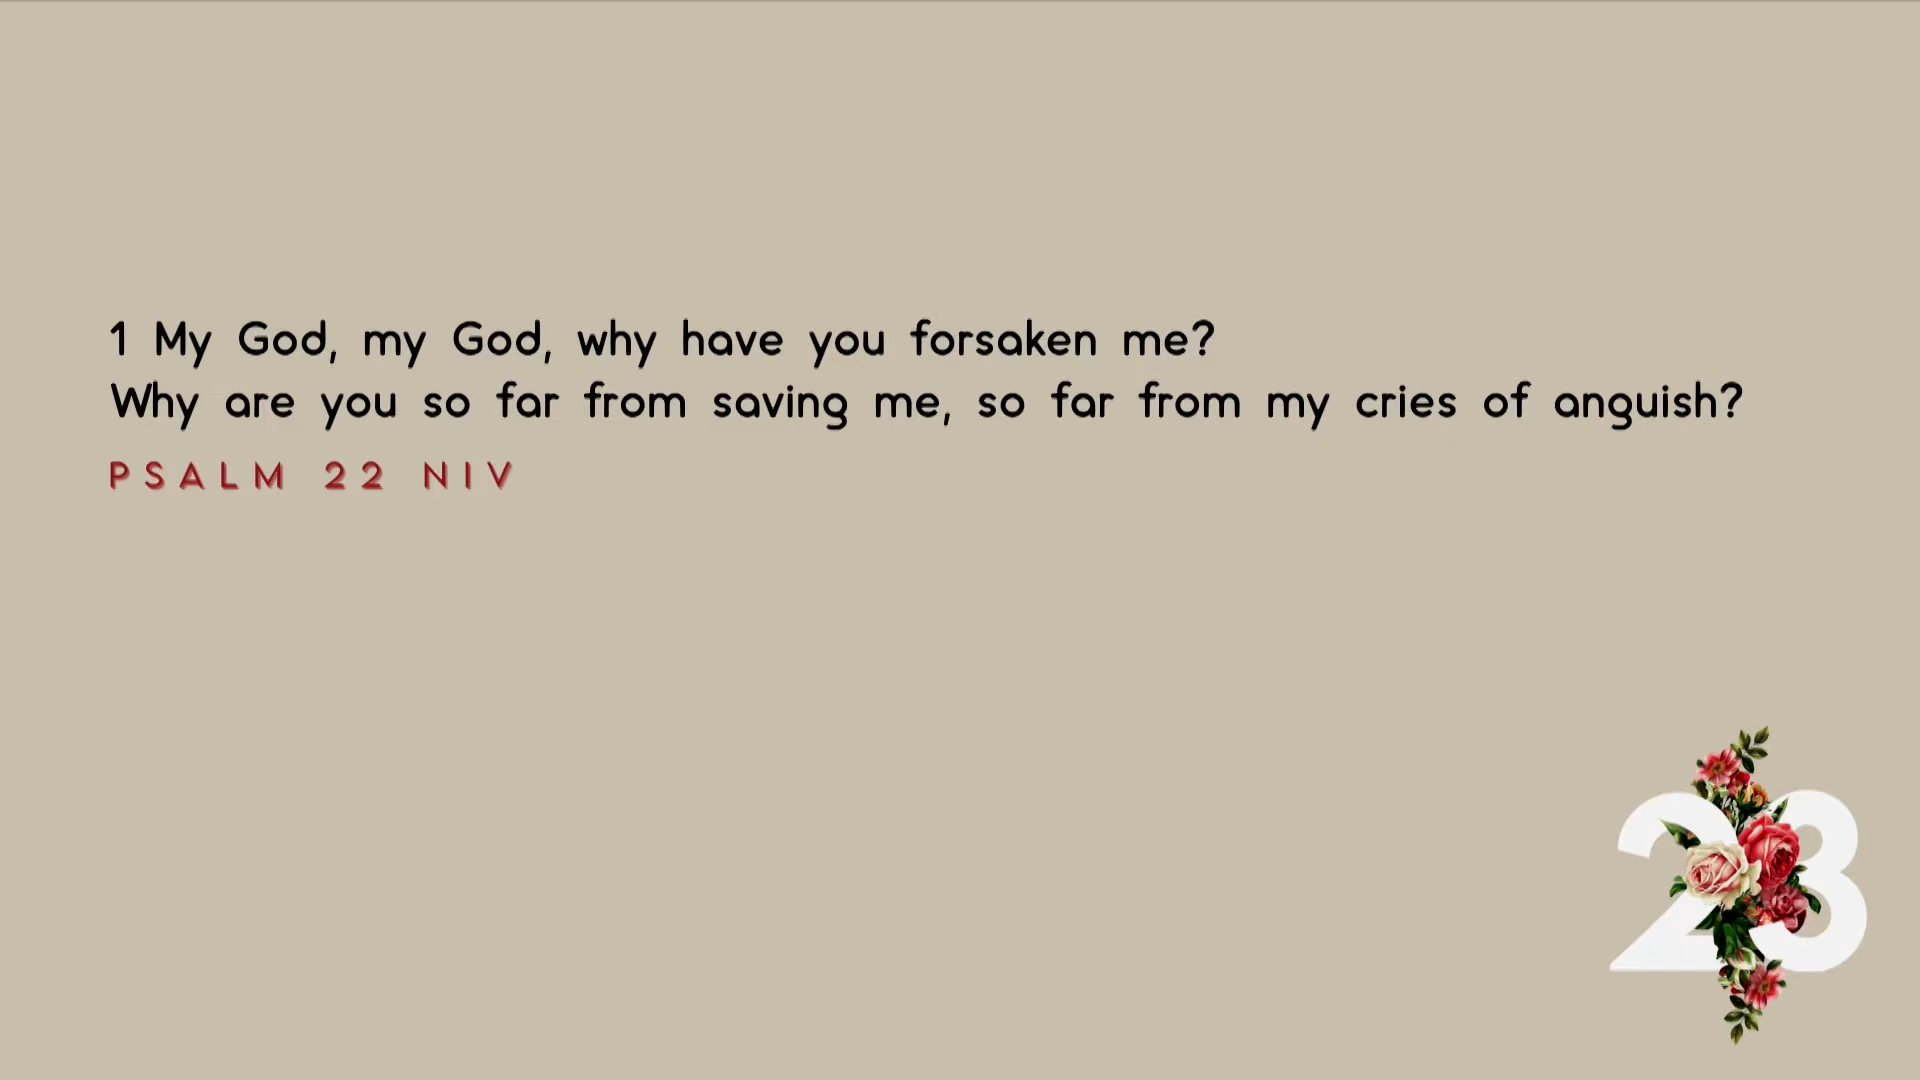 1 My God, my God, why have you forsaken me?
Why are you so far from saving me, so far from my cries of anguish?
PSALM 22 NIV
23